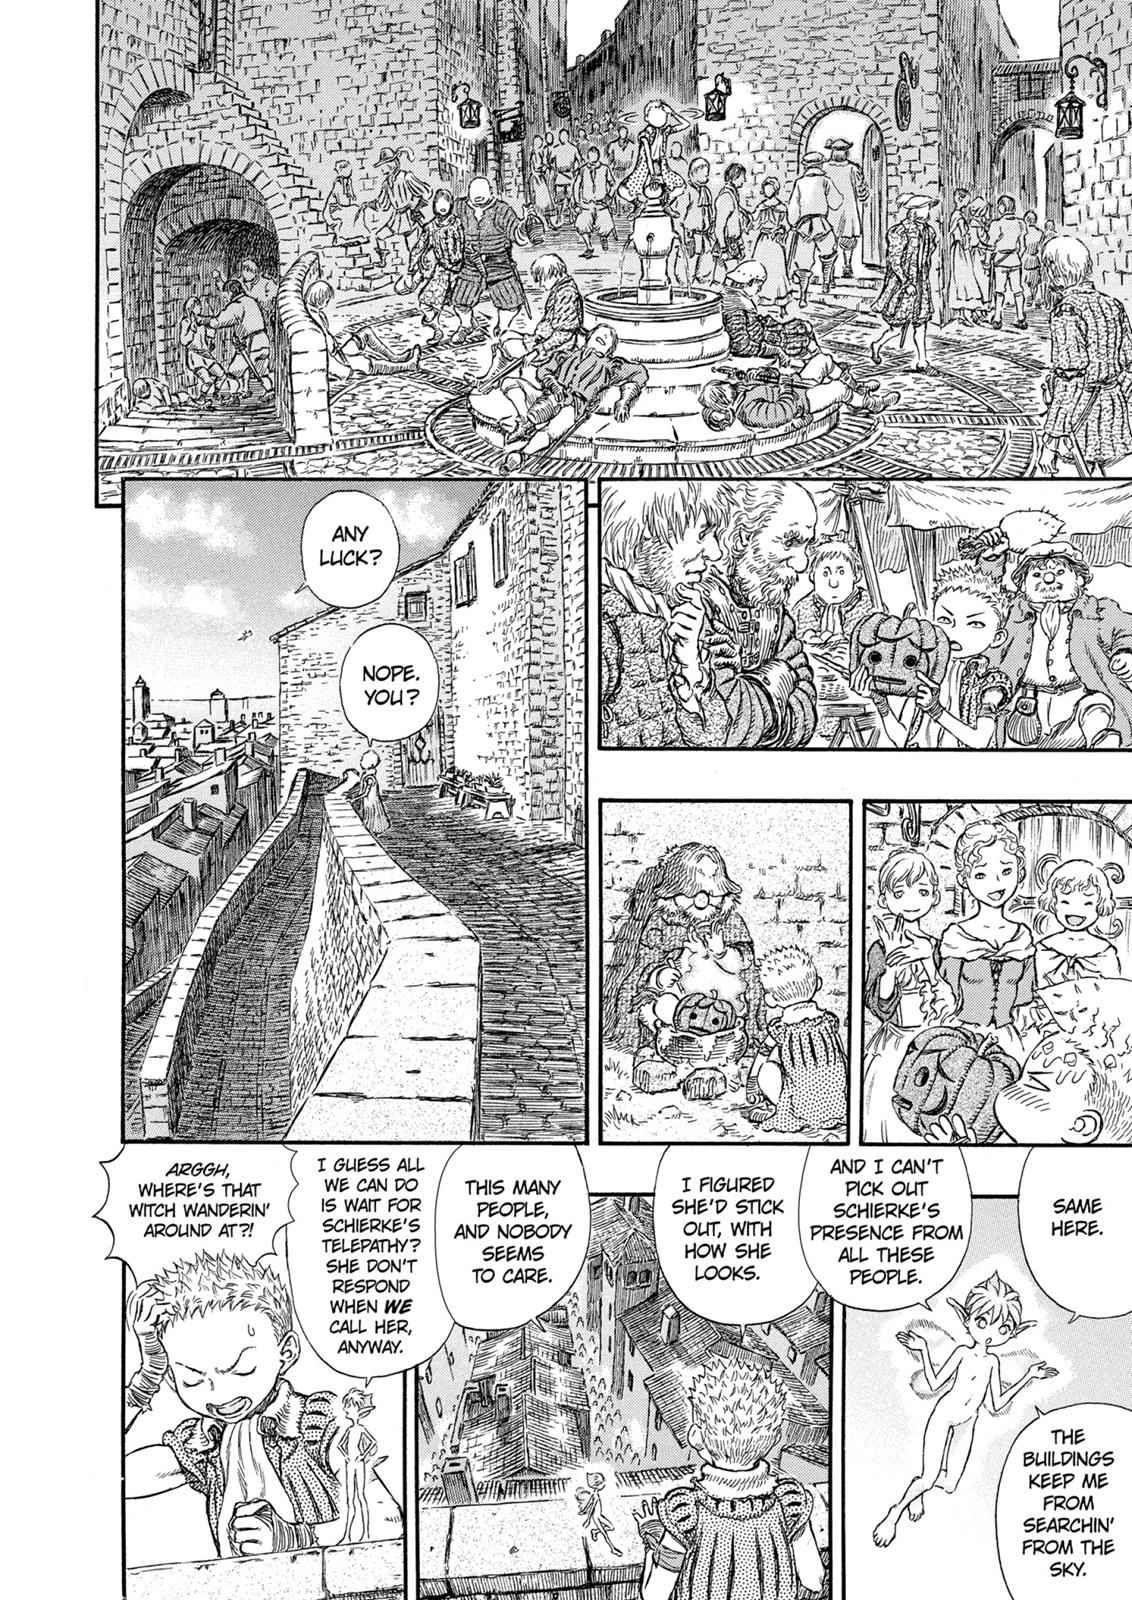 ANY
LUCK?
NOPE.
YOU?
SAME
HERE.
THE
BUILDINGS
KEEP ME
FROM
SEARCHIN'
FROM THE
SKY.
AND I CAN'T
PICK OUT
SCHIERKE'S
PRESENCE FROM
ALL THESE
PEOPLE.
I FIGURED
SHE'D STICK
OUT, WITH
HOW SHE
LOOKS.
THIS MANY
PEOPLE,
AND NOBODY
SEEMS
TO CARE.
I GUESS ALL
WE CAN DO
IS WAIT FOR
SCHIERKE'S
TELEPATHY?
SHE DON'T
RESPOND
WHEN WE
CALL HER,
ANYWAY.
ARGGH,
WHERE'S THAT
WITCH WANDERIN'
AROUND AT?!